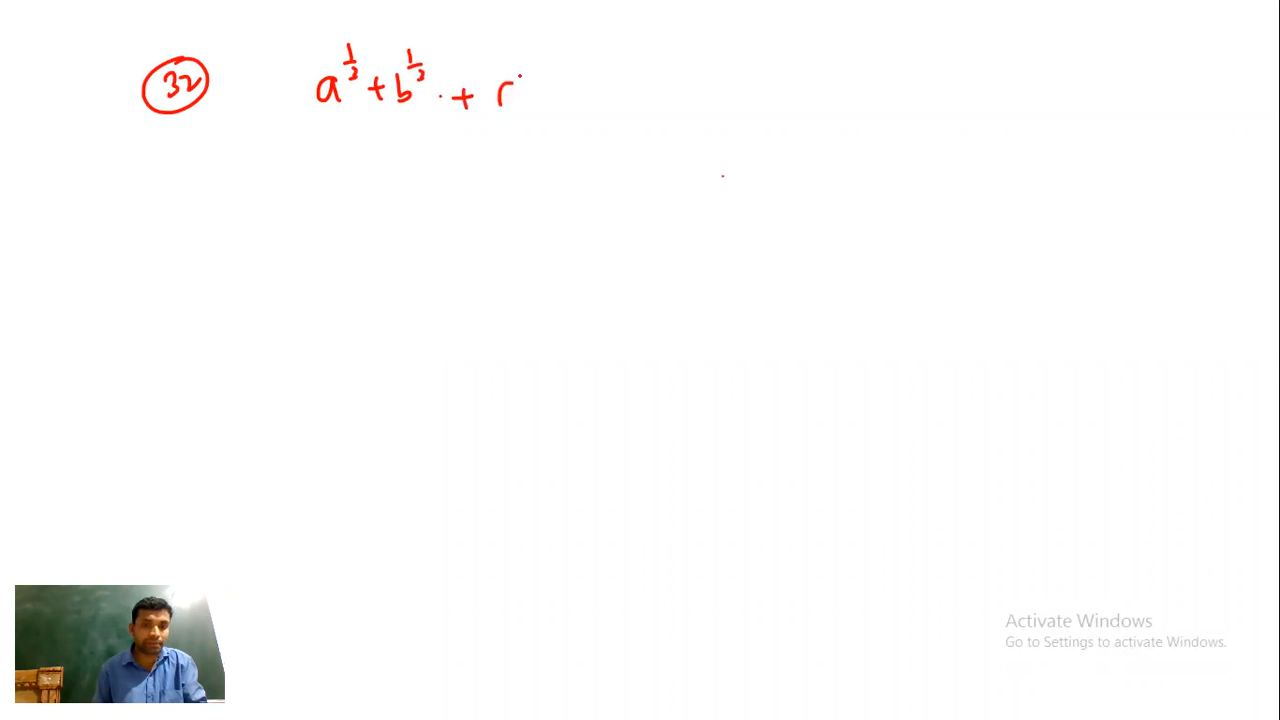 32 a^{1/3} + b^{1/3} . +
Activate Windows
Go to Settings to activate Windows.